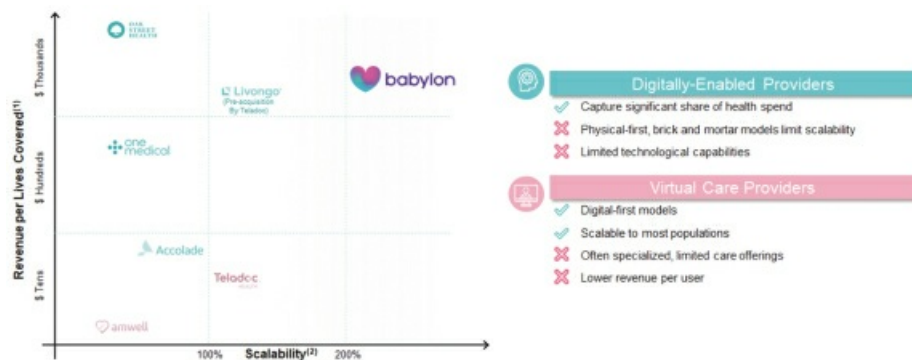 OAK
STREET
HEALTH
babylon
Livongo
(Pre-acquisition
By Teladoc)
one
medical
Accolade
Teladoc
HEALTH
amwell
Revenue per Lives Covered(1)
$ Thousands
$ Hundreds
$ Tens
100%
Scalability(2)
200%
Digitally-Enabled Providers
Capture significant share of health spend
Physical-first, brick and mortar models limit scalability
Limited technological capabilities
Virtual Care Providers
Digital-first models
Scalable to most populations
Often specialized, limited care offerings
Lower revenue per user